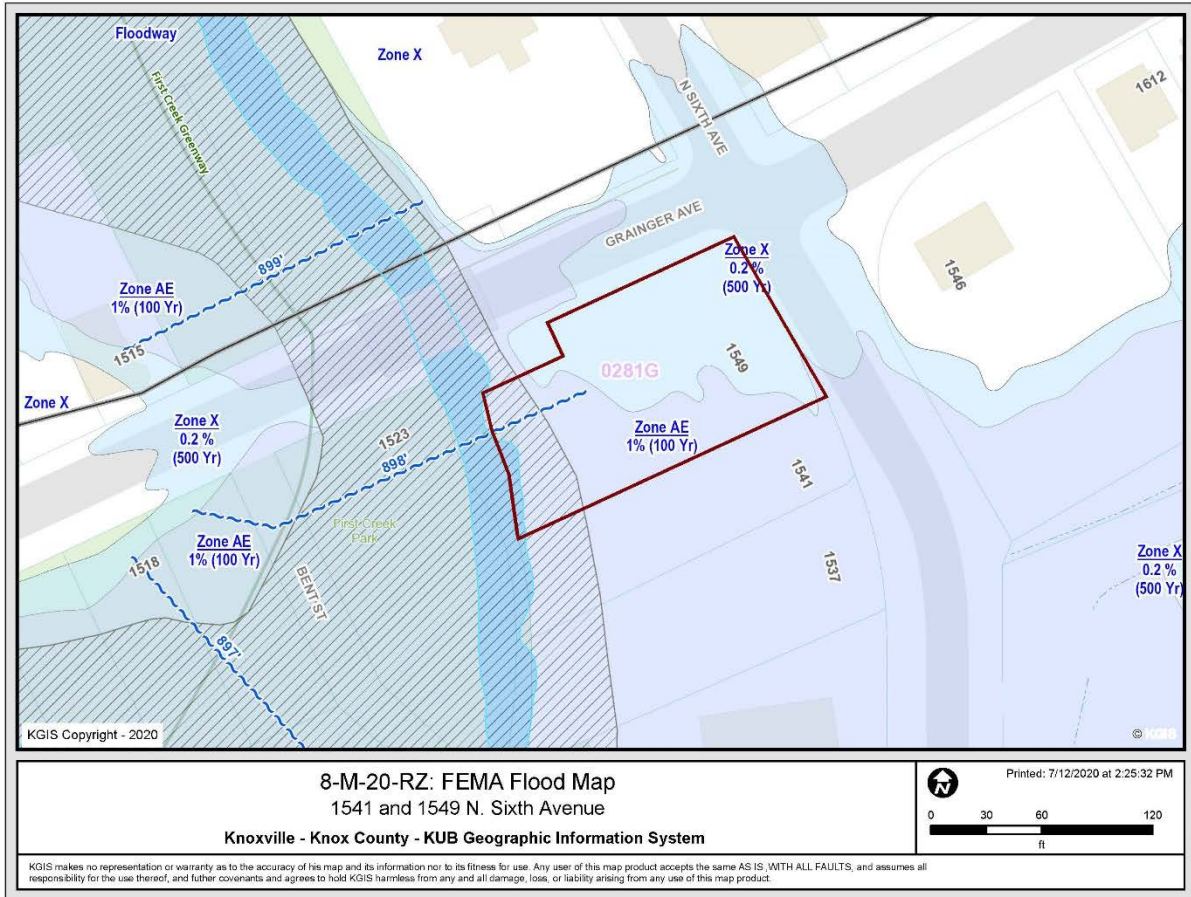 Floodway
Zone X
First Creek Greenway
N SIXTH AVE
1612
GRAINGER AVE
899'
Zone X
0.2 %
(500 Yr)
1546
Zone AE
1% (100 Yr)
1515
1549
0281G
Zone X
Zone X
0.2 %
(500 Yr)
1523
898'
Zone AE
1% (100 Yr)
1541
First Creek
Park
Zone AE
1% (100 Yr)
1518
BENT ST
1537
Zone X
0.2 %
(500 Yr)
897'
KGIS Copyright - 2020
© KGIS
8-M-20-RZ: FEMA Flood Map
1541 and 1549 N. Sixth Avenue
Knoxville - Knox County - KUB Geographic Information System
N
Printed: 7/12/2020 at 2:25:32 PM
0 30 60 120
ft
KGIS makes no representation or warranty as to the accuracy of his map and its information nor to its fitness for use. Any user of this map product accepts the same AS IS ,WITH ALL FAULTS, and assumes all
responsibility for the use thereof, and futher covenants and agrees to hold KGIS harmless from any and all damage, loss, or liability arising from any use of this map product.